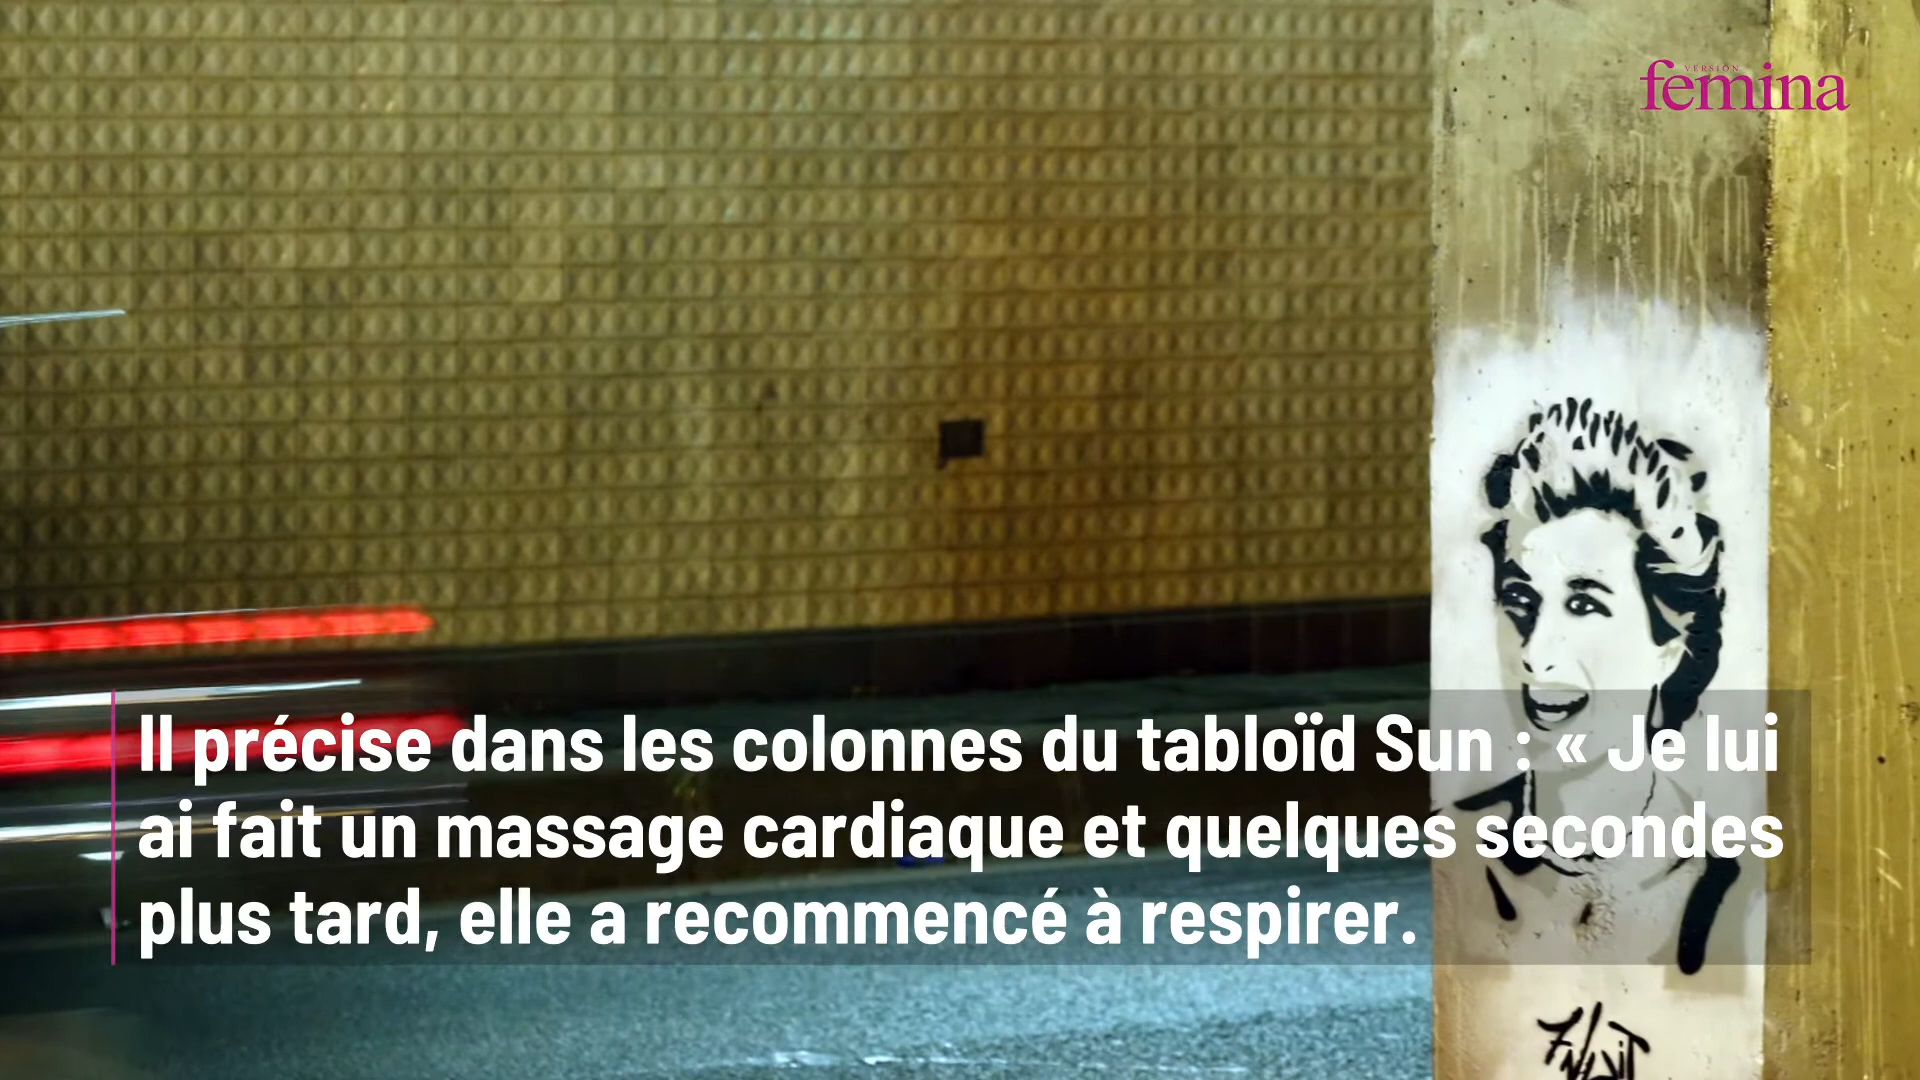 VERSION
femina
Il précise dans les colonnes du tabloïd Sun : « Je lui
ai fait un massage cardiaque et quelques secondes
plus tard, elle a recommencé à respirer.